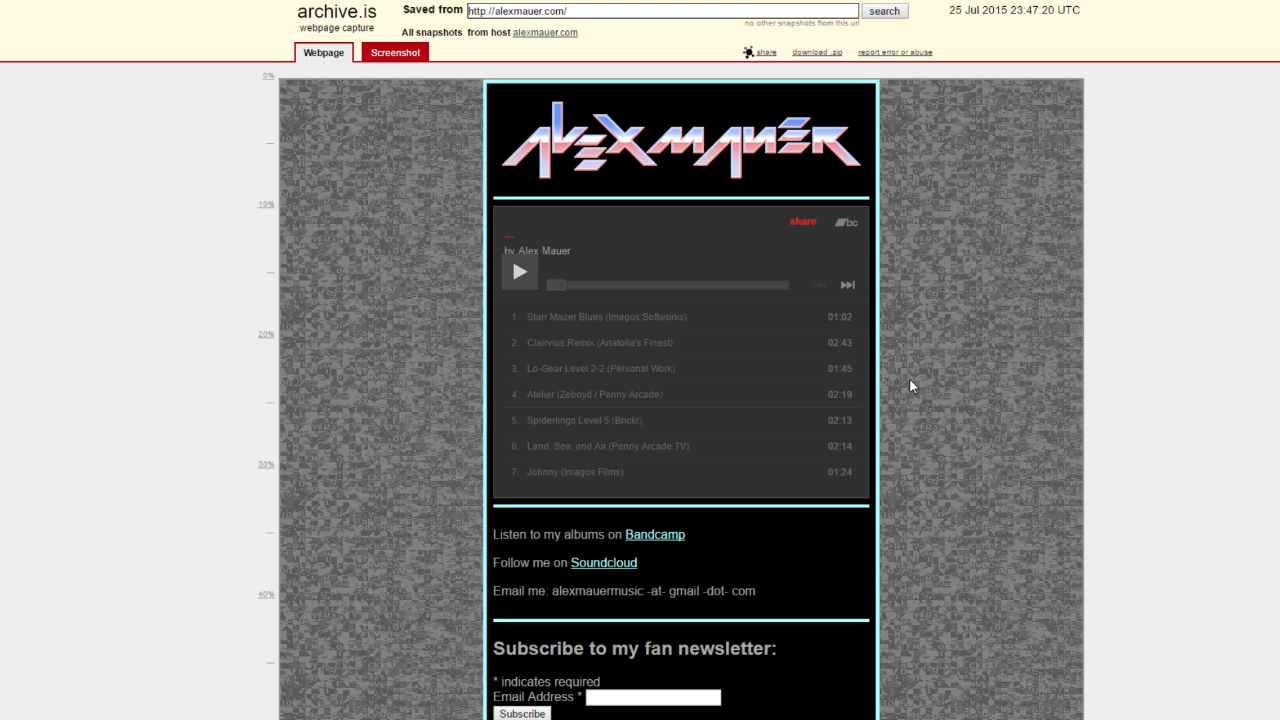 archive.is
webpage capture
Saved from http://alexmauer.com/ search
no other snapshots from this url
25 Jul 2015 23:47:20 UTC
All snapshots from host alexmauer.com
Webpage Screenshot
share download .zip report error or abuse
0%
10%
20%
30%
40%
ALEX MAUER
share bc
...
by Alex Mauer
1. Starr Mazer Blues (Imagos Softworks) 01:02
2. Clairvius Remix (Anatolia's Finest) 02:43
3. Lo-Gear Level 2-2 (Personal Work) 01:45
4. Atelier (Zeboyd / Penny Arcade) 02:19
5. Spiderlings Level 5 (Brickr) 02:13
6. Land, Sea, and Air (Penny Arcade TV) 02:14
7. Johnny (Imagos Films) 01:24
Listen to my albums on Bandcamp
Follow me on Soundcloud
Email me: alexmauermusic -at- gmail -dot- com
Subscribe to my fan newsletter:
* indicates required
Email Address *
Subscribe